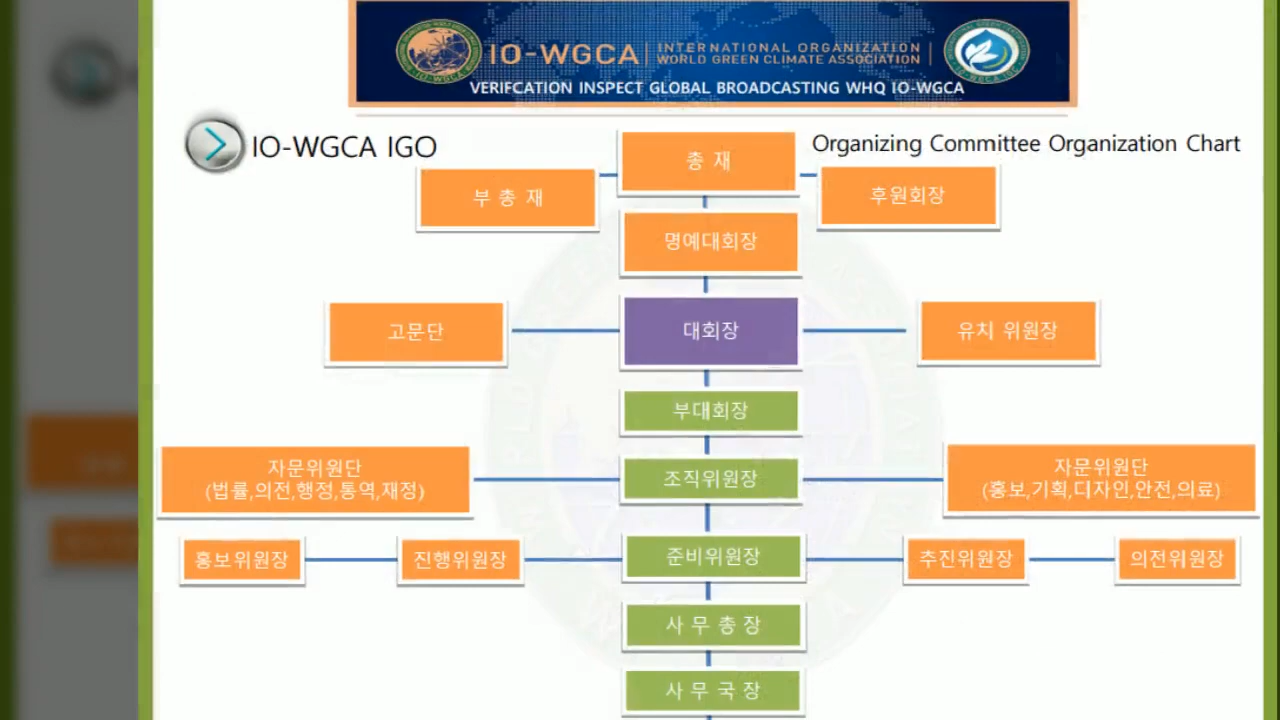 IO-WGCA
INTERNATIONAL ORGANIZATION
WORLD GREEN CLIMATE ASSOCIATION
VERIFCATION INSPECT GLOBAL BROADCASTING WHQ IO-WGCA
IO-WGCA IGO
Organizing Committee Organization Chart
총 재
부 총 재
후원회장
명예대회장
고문단
대회장
유치 위원장
부대회장
자문위원단
(법률,의전,행정,통역,재정)
조직위원장
자문위원단
(홍보,기획,디자인,안전,의료)
홍보위원장
진행위원장
준비위원장
추진위원장
의전위원장
사 무 총 장
사 무 국 장